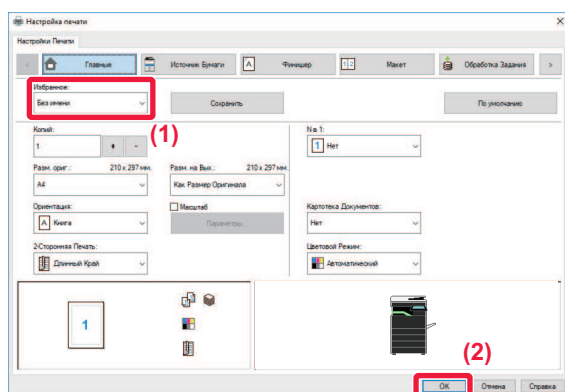 Настройка печати
Настройки Печати
Главные
Источник Бумаги
Финишер
Макет
Обработка Задания
Избранное:
Без имени
Сохранить
По умолчанию
(1)
Копий:
1
+ -
N в 1:
1 Нет
Разм. ориг.: 210 x 297 мм.
A4
Разм. на Вых.: 210 x 297 мм.
Как Размер Оригинала
Ориентация:
A Книга
Масштаб
Параметры...
Картотека Документов:
Нет
2-Сторонняя Печать:
Длинный Край
Цветовой Режим:
Автоматический
1
(2)
OK
Отмена
Справка